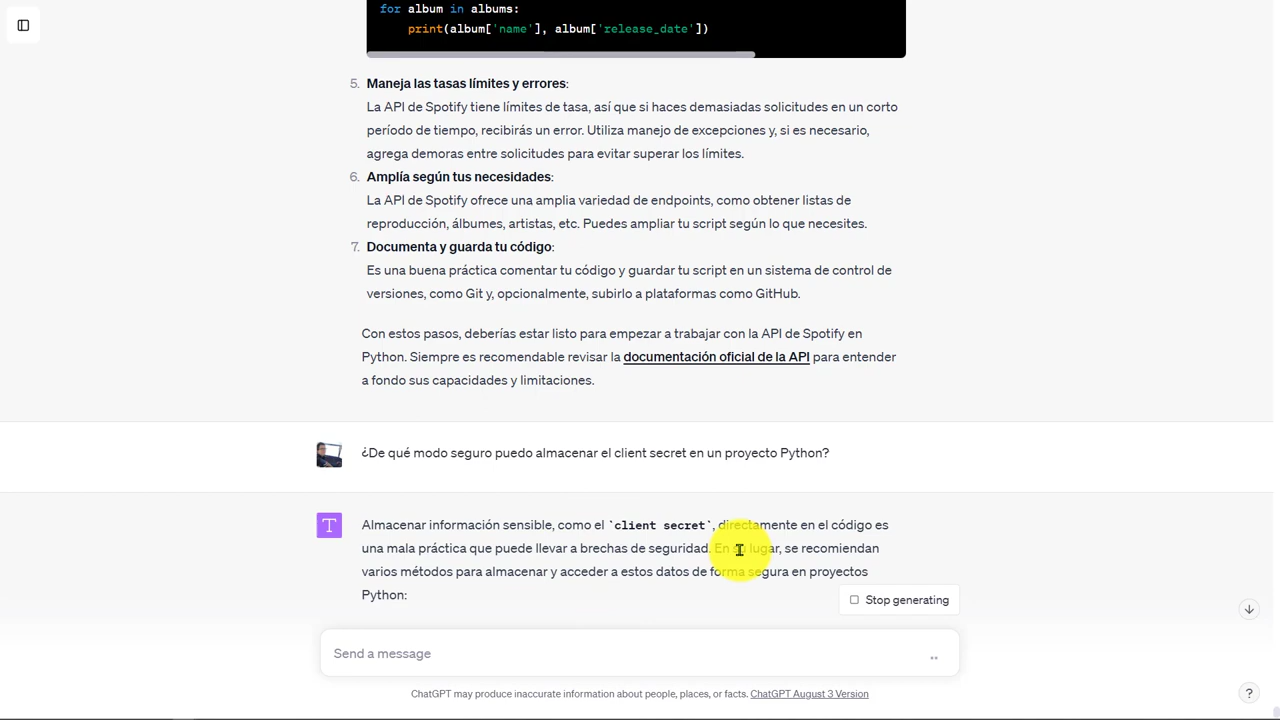 for album in albums:
print(album['name'], album['release_date'])
5. Maneja las tasas límites y errores:
La API de Spotify tiene límites de tasa, así que si haces demasiadas solicitudes en un corto
período de tiempo, recibirás un error. Utiliza manejo de excepciones y, si es necesario,
agrega demoras entre solicitudes para evitar superar los límites.
6. Amplía según tus necesidades:
La API de Spotify ofrece una amplia variedad de endpoints, como obtener listas de
reproducción, álbumes, artistas, etc. Puedes ampliar tu script según lo que necesites.
7. Documenta y guarda tu código:
Es una buena práctica comentar tu código y guardar tu script en un sistema de control de
versiones, como Git y, opcionalmente, subirlo a plataformas como GitHub.
Con estos pasos, deberías estar listo para empezar a trabajar con la API de Spotify en
Python. Siempre es recomendable revisar la documentación oficial de la API para entender
a fondo sus capacidades y limitaciones.
¿De qué modo seguro puedo almacenar el client secret en un proyecto Python?
T
Almacenar información sensible, como el `client secret`, directamente en el código es
una mala práctica que puede llevar a brechas de seguridad. En su lugar, se recomiendan
varios métodos para almacenar y acceder a estos datos de forma segura en proyectos
Python:
Stop generating
Send a message
ChatGPT may produce inaccurate information about people, places, or facts. ChatGPT August 3 Version
?